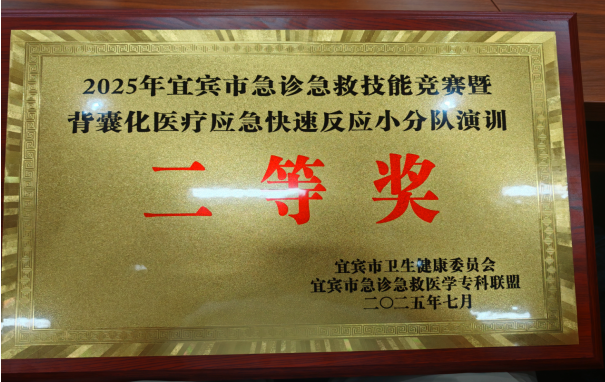 2025年宜宾市急诊急救技能竞赛暨
背囊化医疗应急快速反应小分队演训
二等奖
宜宾市卫生健康委员会
宜宾市急诊急救医学专科联盟
二〇二五年七月